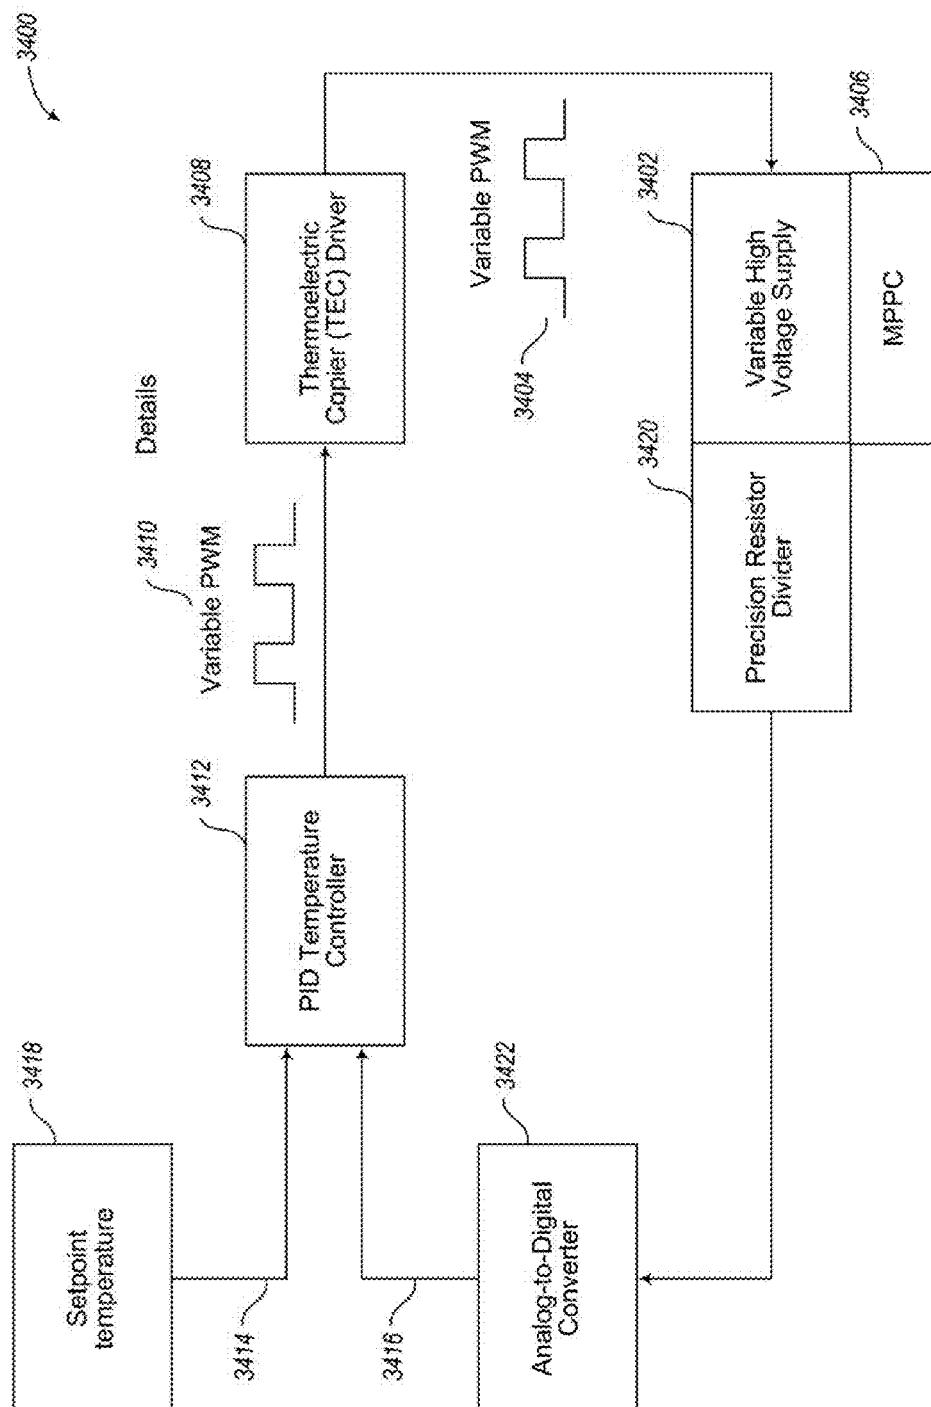 3400
Details
3418
Setpoint
temperature
3414
3412
PID Temperature
Controller
3410
Variable PWM
3408
Thermoelectric
Copier (TEC) Driver
Variable PWM
3404
3416
3422
Analog-to-Digital
Converter
3420
Precision Resistor
Divider
3402
Variable High
Voltage Supply
3406
MPPC